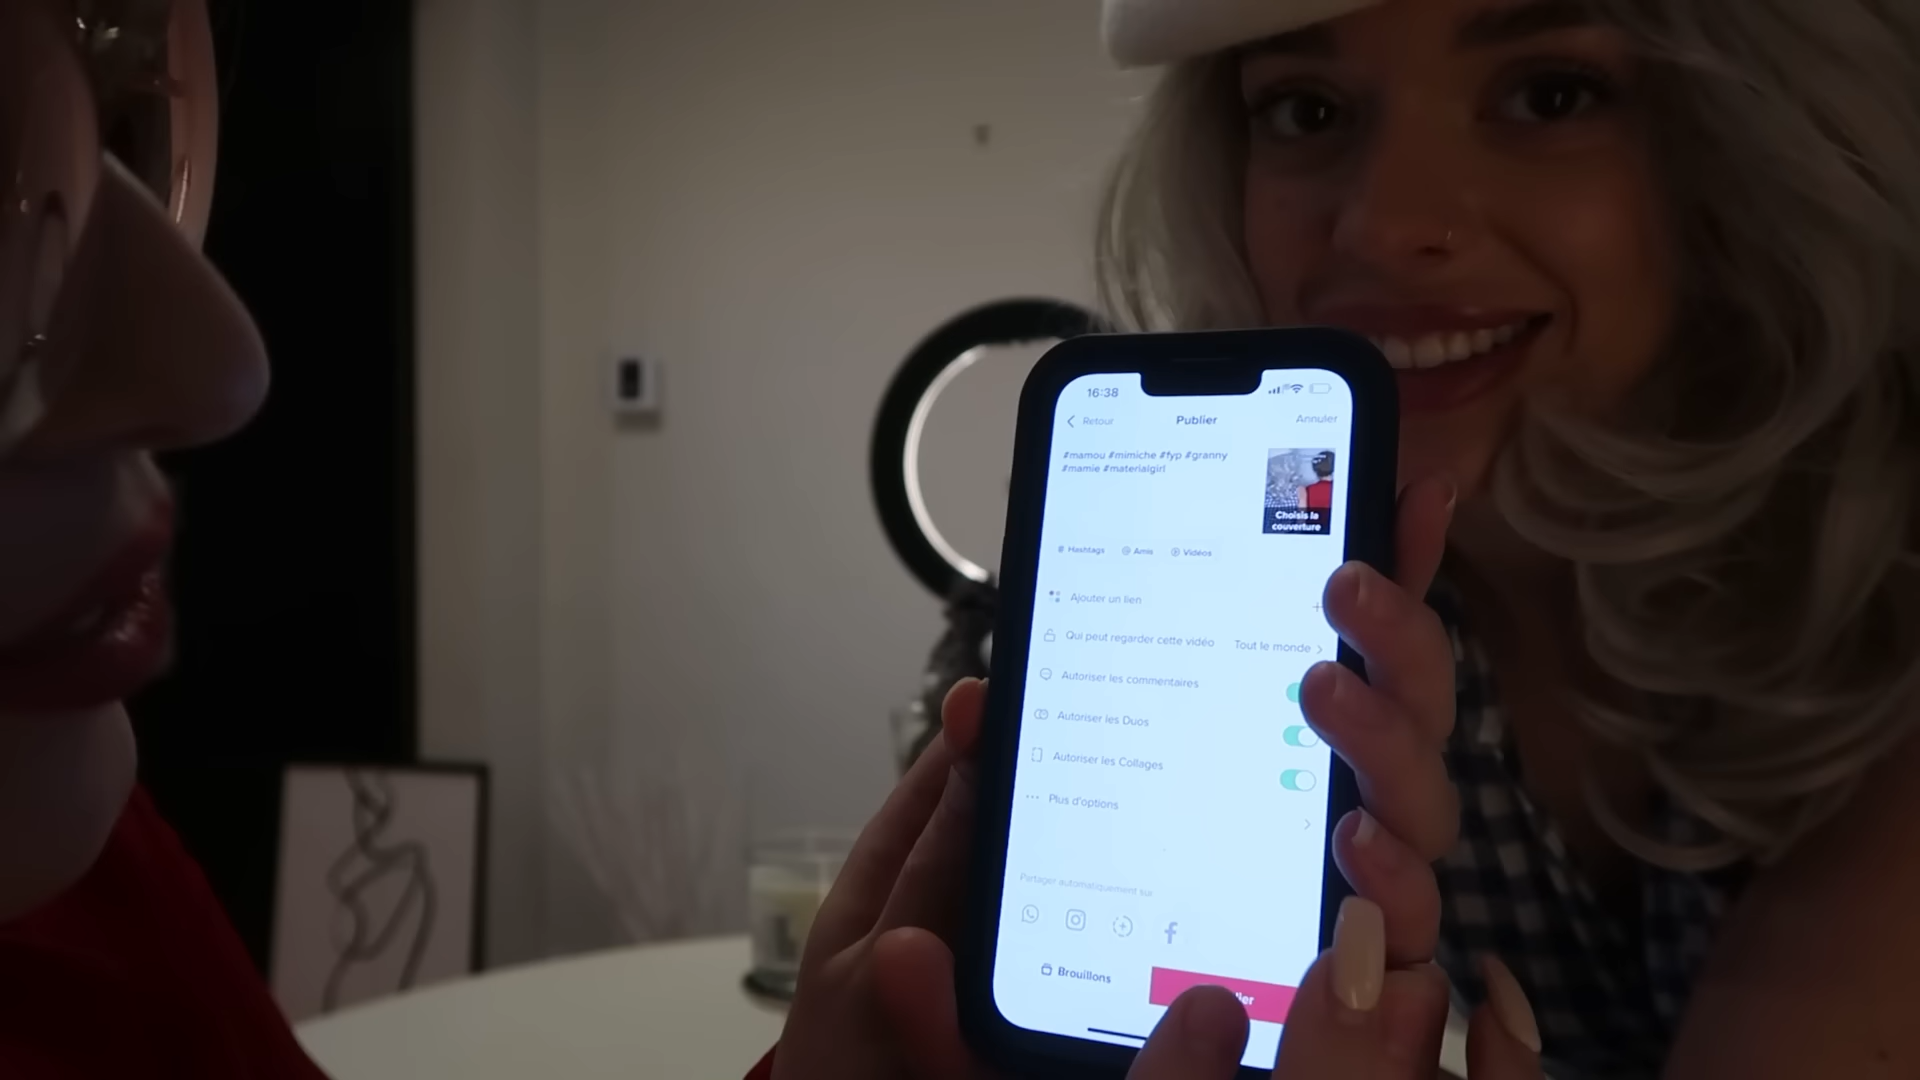 16:38
Retour
Publier
Annuler
#mamou #mimiche #fyp #granny
#mamie #materialgirl
Choisis la
couverture
# Hashtags
@ Amis
Vidéos
Ajouter un lien
Qui peut regarder cette vidéo
Tout le monde
Autoriser les commentaires
Autoriser les Duos
Autoriser les Collages
Plus d'options
Partager automatiquement sur
Brouillons
lier